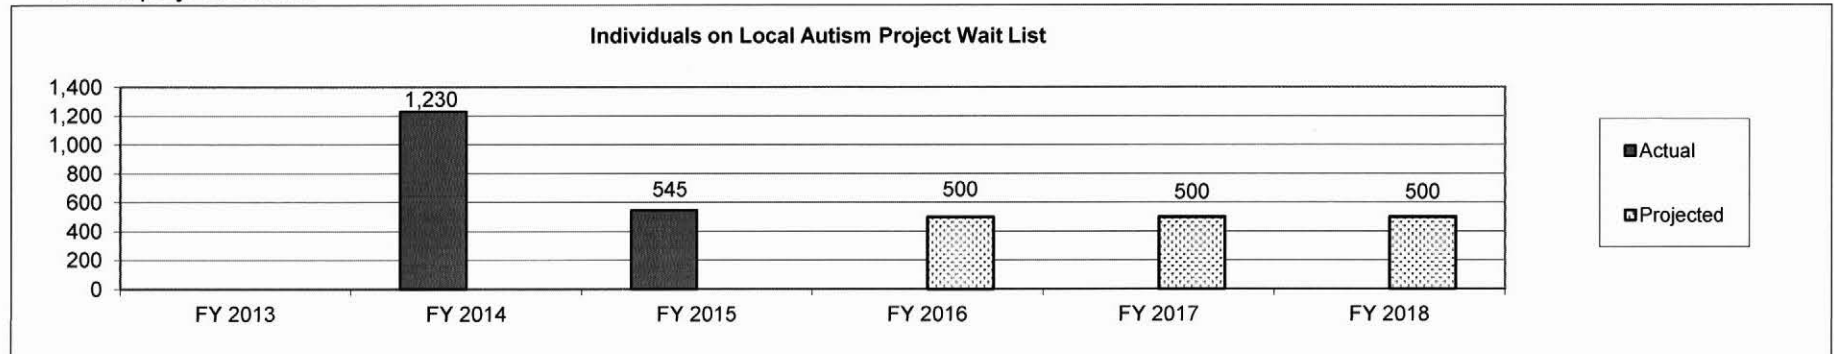 Individuals on Local Autism Project Wait List
1,400
1,200
1,000
800
600
400
200
0
1,230
545
500
500
500
FY 2013
FY 2014
FY 2015
FY 2016
FY 2017
FY 2018
Actual
Projected